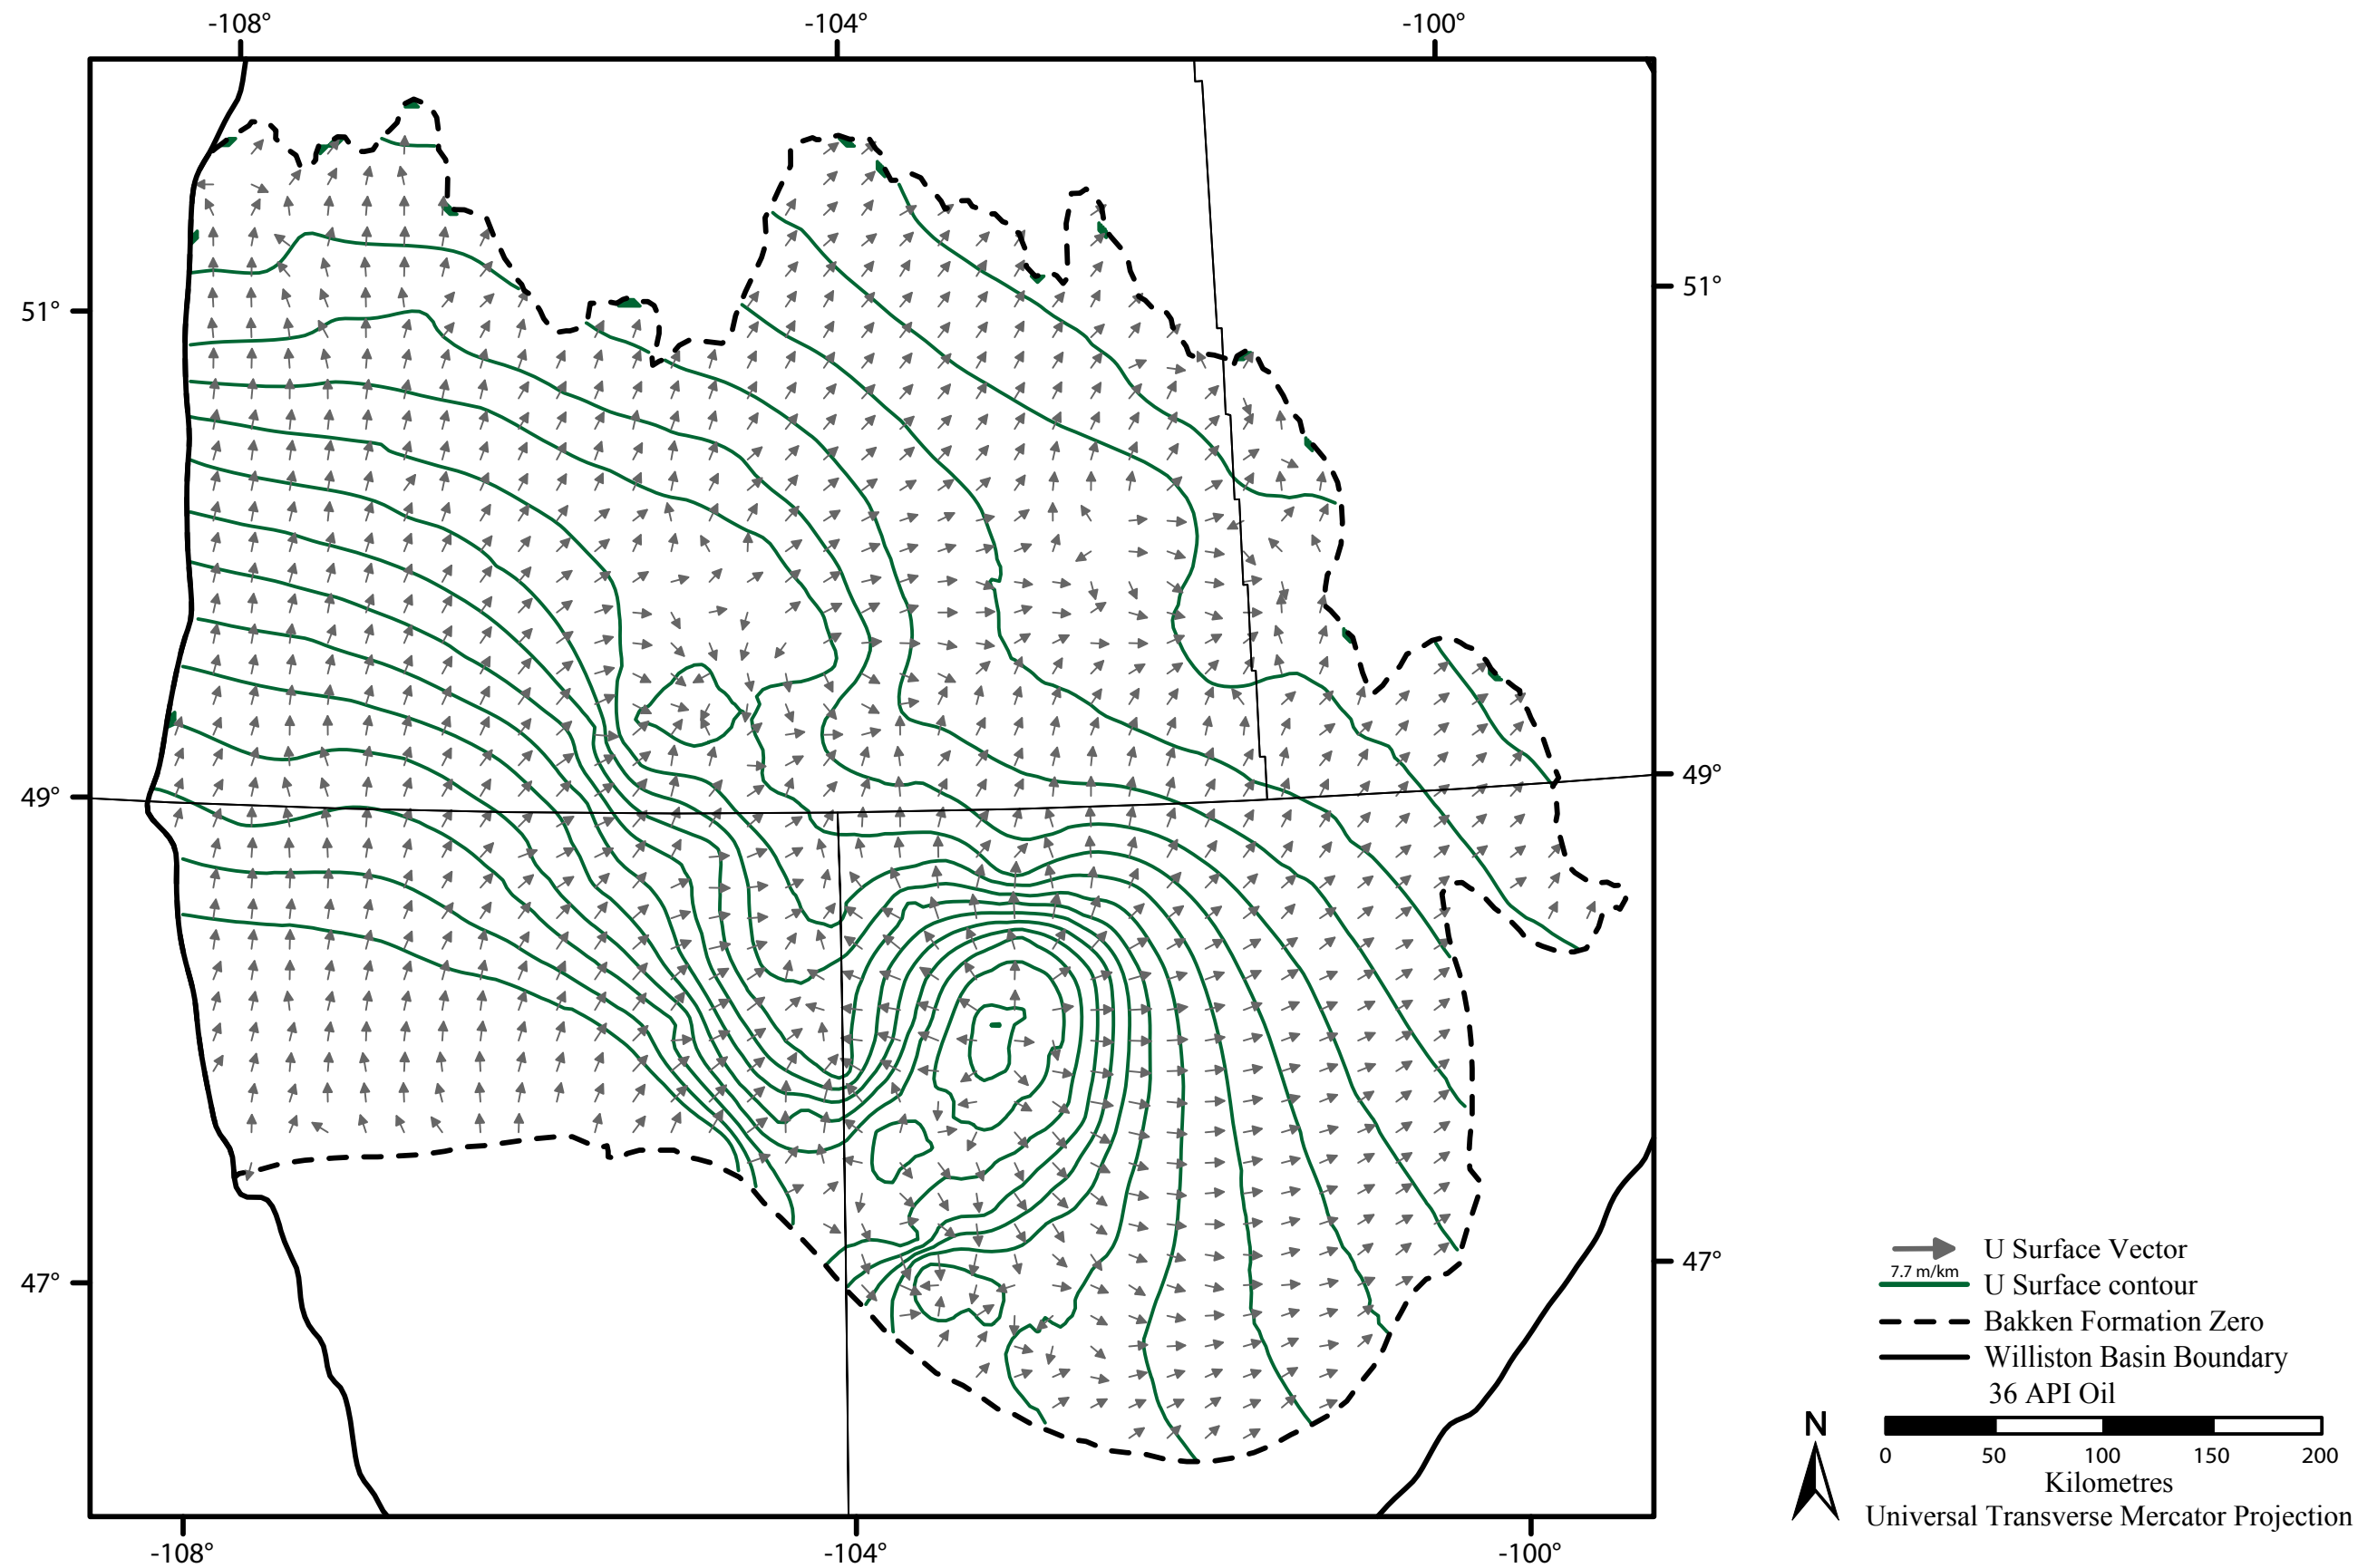 -108° -104° -100°
51° 51°
49° 49°
47° 47°
-108° -104° -100°
U Surface Vector
7.7 m/km
U Surface contour
Bakken Formation Zero
Williston Basin Boundary
36 API Oil
N
0 50 100 150 200
Kilometres
Universal Transverse Mercator Projection